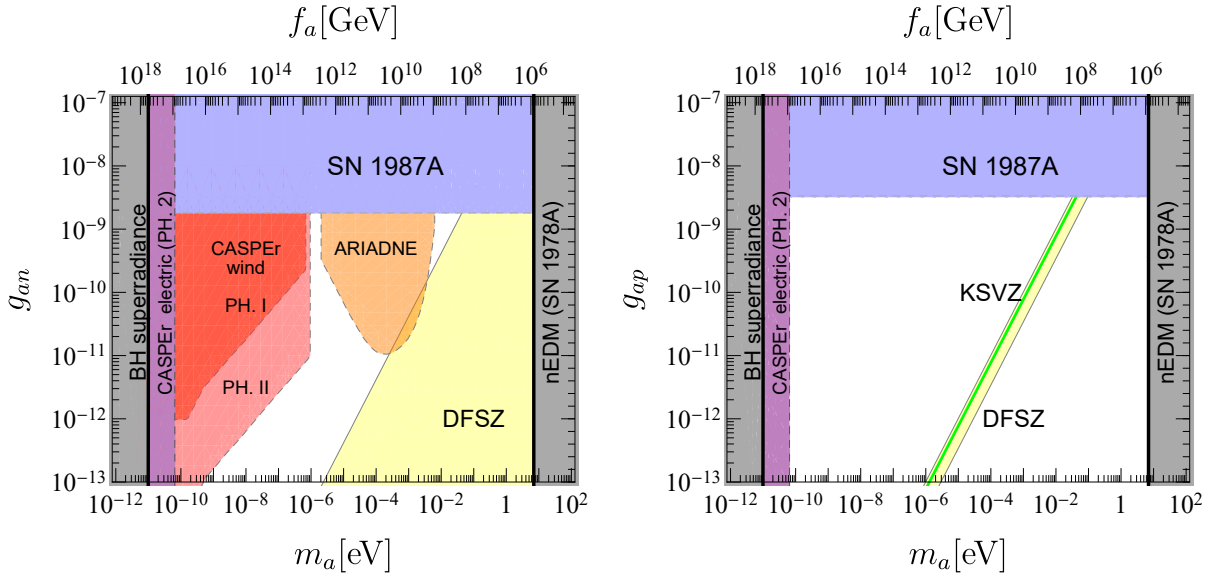 f_a[GeV]
10^18 10^16 10^14 10^12 10^10 10^8 10^6
10^-7
10^-8
10^-9
10^-10
10^-11
10^-12
10^-13
g_an
BH superradiance
CASPEr electric (PH. 2)
SN 1987A
CASPEr
wind
PH. I
PH. II
ARIADNE
DFSZ
nEDM (SN 1978A)
10^-12 10^-10 10^-8 10^-6 10^-4 10^-2 1 10^2
m_a[eV]
f_a[GeV]
10^18 10^16 10^14 10^12 10^10 10^8 10^6
10^-7
10^-8
10^-9
10^-10
10^-11
10^-12
10^-13
g_ap
BH superradiance
CASPEr electric (PH. 2)
SN 1987A
KSVZ
DFSZ
nEDM (SN 1978A)
10^-12 10^-10 10^-8 10^-6 10^-4 10^-2 1 10^2
m_a[eV]